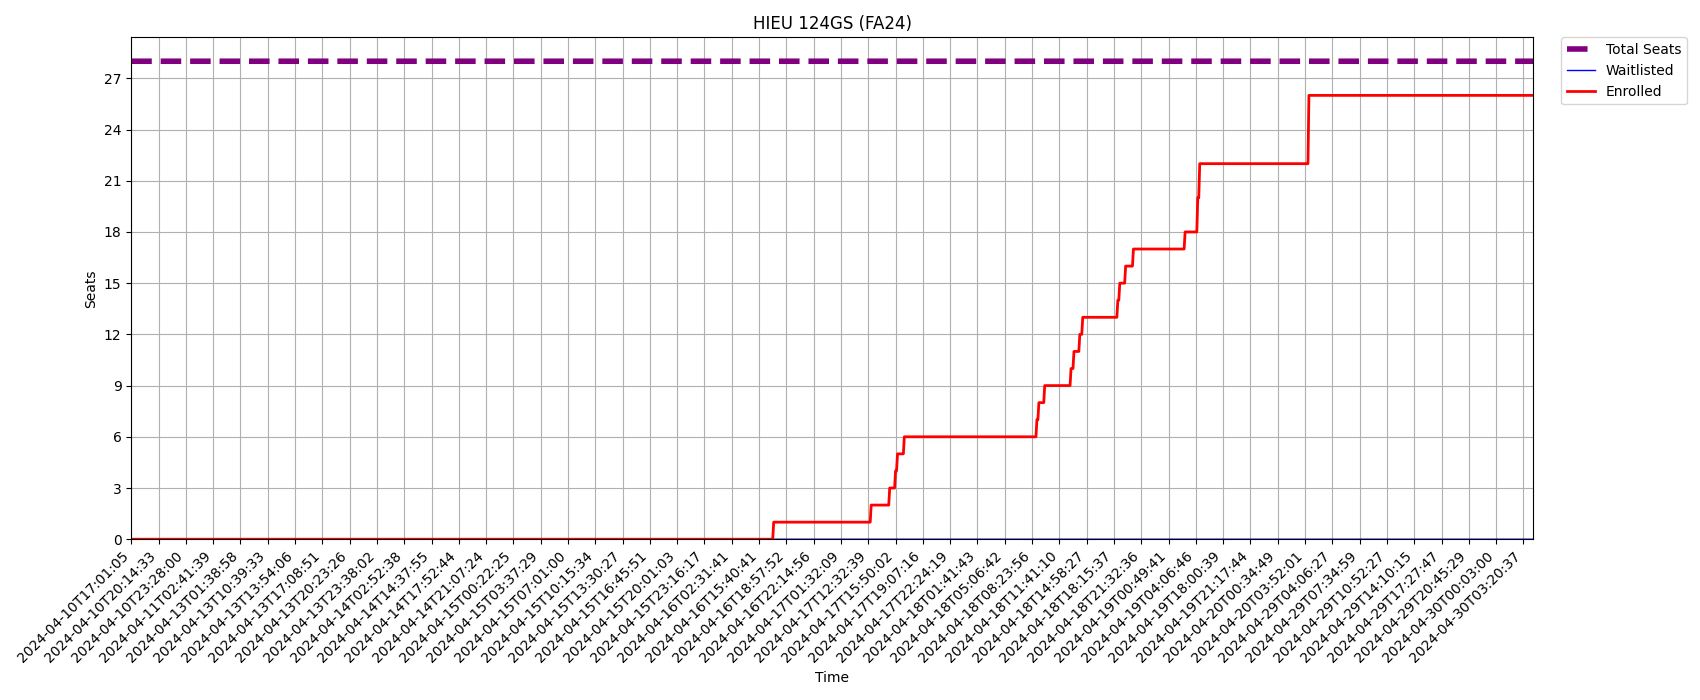 HIEU 124GS (FA24)
Total Seats
Waitlisted
Enrolled
27
24
21
18
15
12
9
6
3
0
Seats
2024-04-10T17:01:05
2024-04-10T20:14:33
2024-04-10T23:28:00
2024-04-11T02:41:39
2024-04-13T01:38:58
2024-04-13T10:39:33
2024-04-13T13:54:06
2024-04-13T17:08:51
2024-04-13T20:23:26
2024-04-13T23:38:02
2024-04-14T02:52:38
2024-04-14T14:37:55
2024-04-14T17:52:44
2024-04-14T21:07:24
2024-04-15T00:22:25
2024-04-15T03:37:29
2024-04-15T07:01:00
2024-04-15T10:15:34
2024-04-15T13:30:27
2024-04-15T16:45:51
2024-04-15T20:01:03
2024-04-15T23:16:17
2024-04-16T02:31:41
2024-04-16T15:40:41
2024-04-16T18:57:52
2024-04-16T22:14:56
2024-04-17T01:32:09
2024-04-17T12:32:39
2024-04-17T15:50:02
2024-04-17T19:07:16
2024-04-17T22:24:19
2024-04-18T01:41:43
2024-04-18T05:06:42
2024-04-18T08:23:56
2024-04-18T11:41:10
2024-04-18T14:58:27
2024-04-18T18:15:37
2024-04-18T21:32:36
2024-04-19T00:49:41
2024-04-19T04:06:46
2024-04-19T18:00:39
2024-04-19T21:17:44
2024-04-20T00:34:49
2024-04-20T03:52:01
2024-04-29T04:06:27
2024-04-29T07:34:59
2024-04-29T10:52:27
2024-04-29T14:10:15
2024-04-29T17:27:47
2024-04-29T20:45:29
2024-04-30T00:03:00
2024-04-30T03:20:37
Time